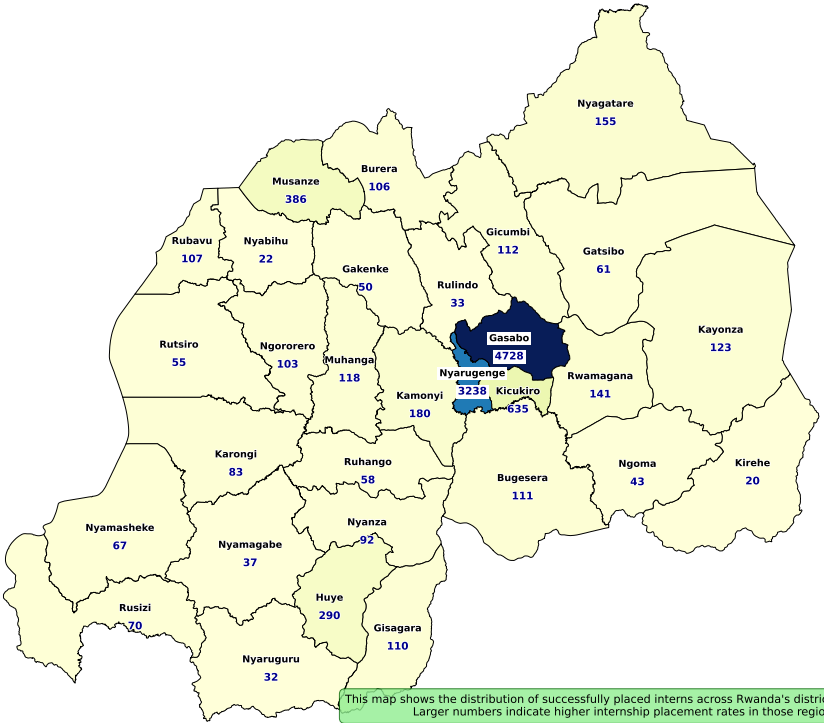 Nyagatare
155
Burera
106
Musanze
386
Gicumbi
112
Rubavu
107
Nyabihu
22
Gatsibo
61
Gakenke
50
Rulindo
33
Kayonza
123
Gasabo
4728
Rutsiro
55
Ngororero
103
Muhanga
118
Nyarugenge
3238
Kicukiro
635
Rwamagana
141
Kamonyi
180
Karongi
83
Ruhango
58
Bugesera
111
Ngoma
43
Kirehe
20
Nyamasheke
67
Nyanza
92
Nyamagabe
37
Huye
290
Rusizi
70
Gisagara
110
Nyaruguru
32
This map shows the distribution of successfully placed interns across Rwanda's
Larger numbers indicate higher internship placement rates in those